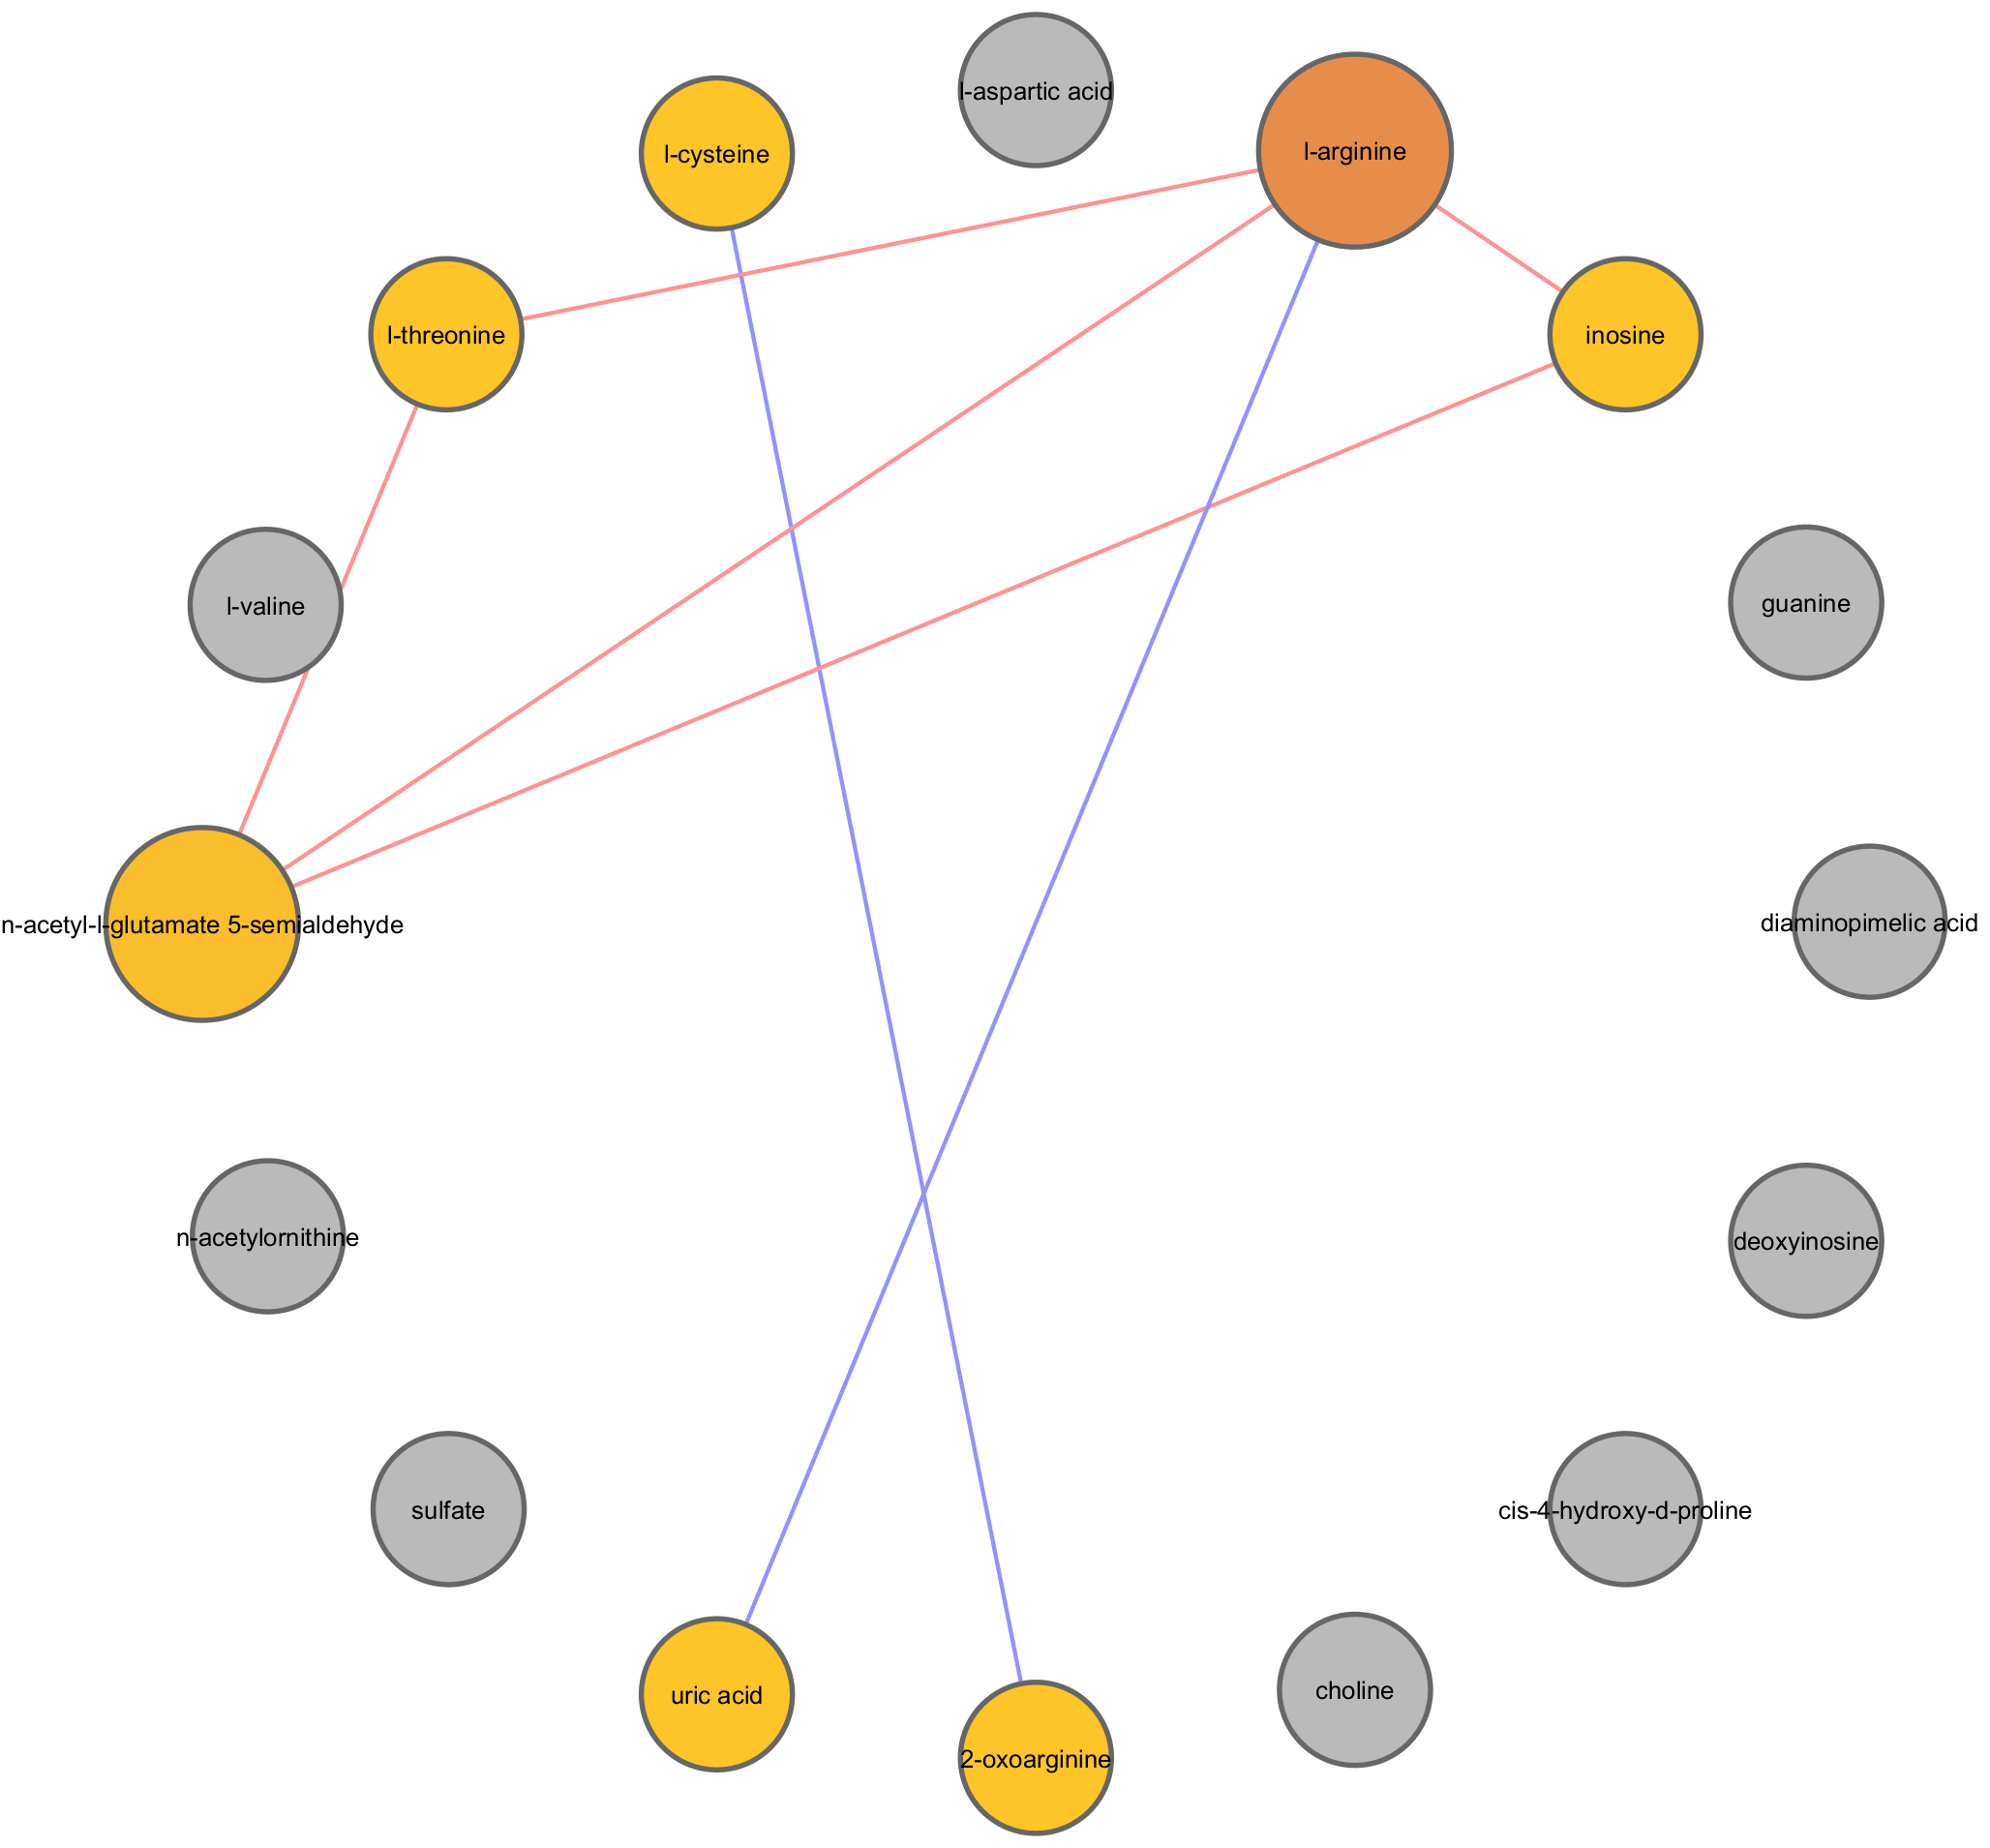 l-aspartic acid
l-arginine
l-cysteine
l-threonine
inosine
l-valine
guanine
n-acetyl-l-glutamate 5-semialdehyde
diaminopimelic acid
n-acetylornithine
deoxyinosine
sulfate
cis-4-hydroxy-d-proline
uric acid
choline
2-oxoarginine